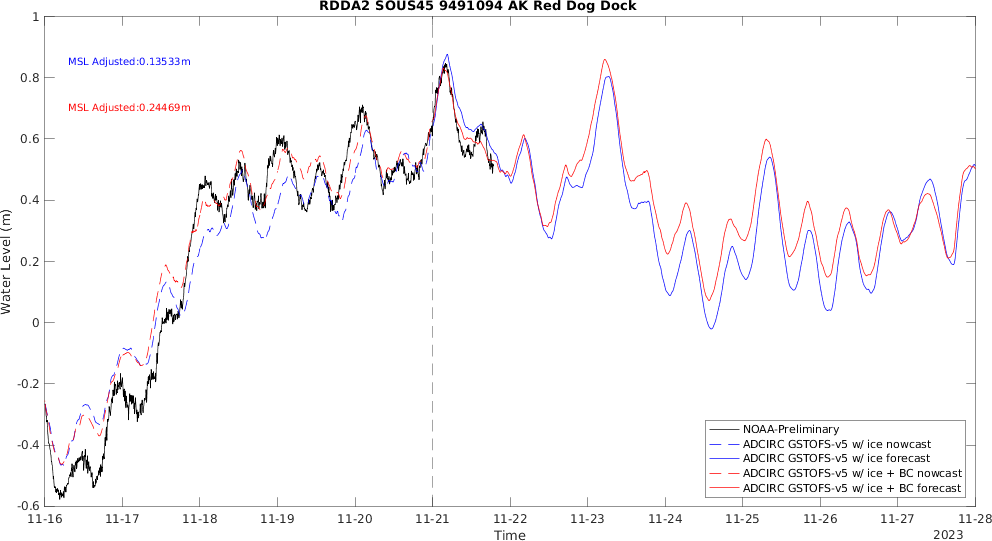 RDDA2 SOUS45 9491094 AK Red Dog Dock
MSL Adjusted:0.13533m
MSL Adjusted:0.24469m
Water Level (m)
1
0.8
0.6
0.4
0.2
0
-0.2
-0.4
-0.6
NOAA-Preliminary
ADCIRC GSTOFS-v5 w/ ice nowcast
ADCIRC GSTOFS-v5 w/ ice forecast
ADCIRC GSTOFS-v5 w/ ice + BC nowcast
ADCIRC GSTOFS-v5 w/ ice + BC forecast
11-16 11-17 11-18 11-19 11-20 11-21 11-22 11-23 11-24 11-25 11-26 11-27 11-28
Time
2023